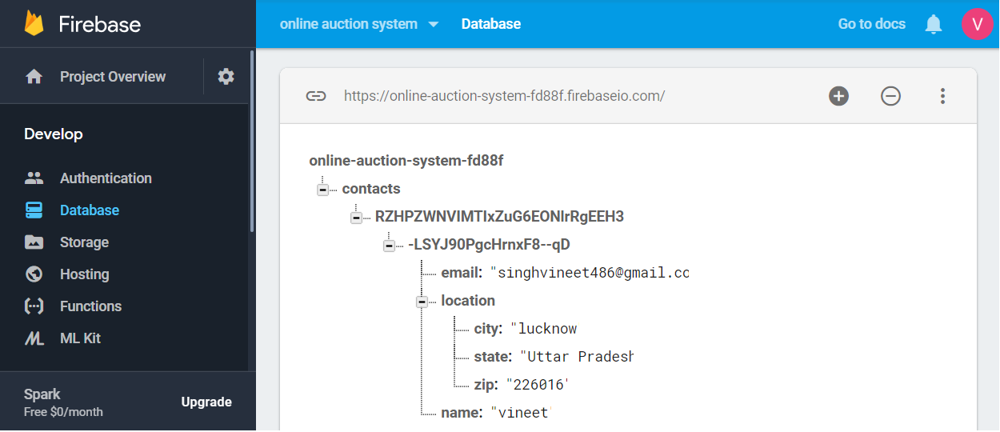 Firebase
online auction system Database Go to docs V
Project Overview
https://online-auction-system-fd88f.firebaseio.com/
Develop
Authentication
Database
Storage
Hosting
Functions
ML Kit
Spark
Free $0/month
Upgrade
online-auction-system-fd88f
contacts
RZHPZWNVIMTIxZuG6EONIrRgEEH3
-LSYJ90PgcHrnxF8--qD
email: "singhvineet486@gmail.co
location
city: "lucknow
state: "Uttar Pradesh
zip: "226016"
name: "vineet"